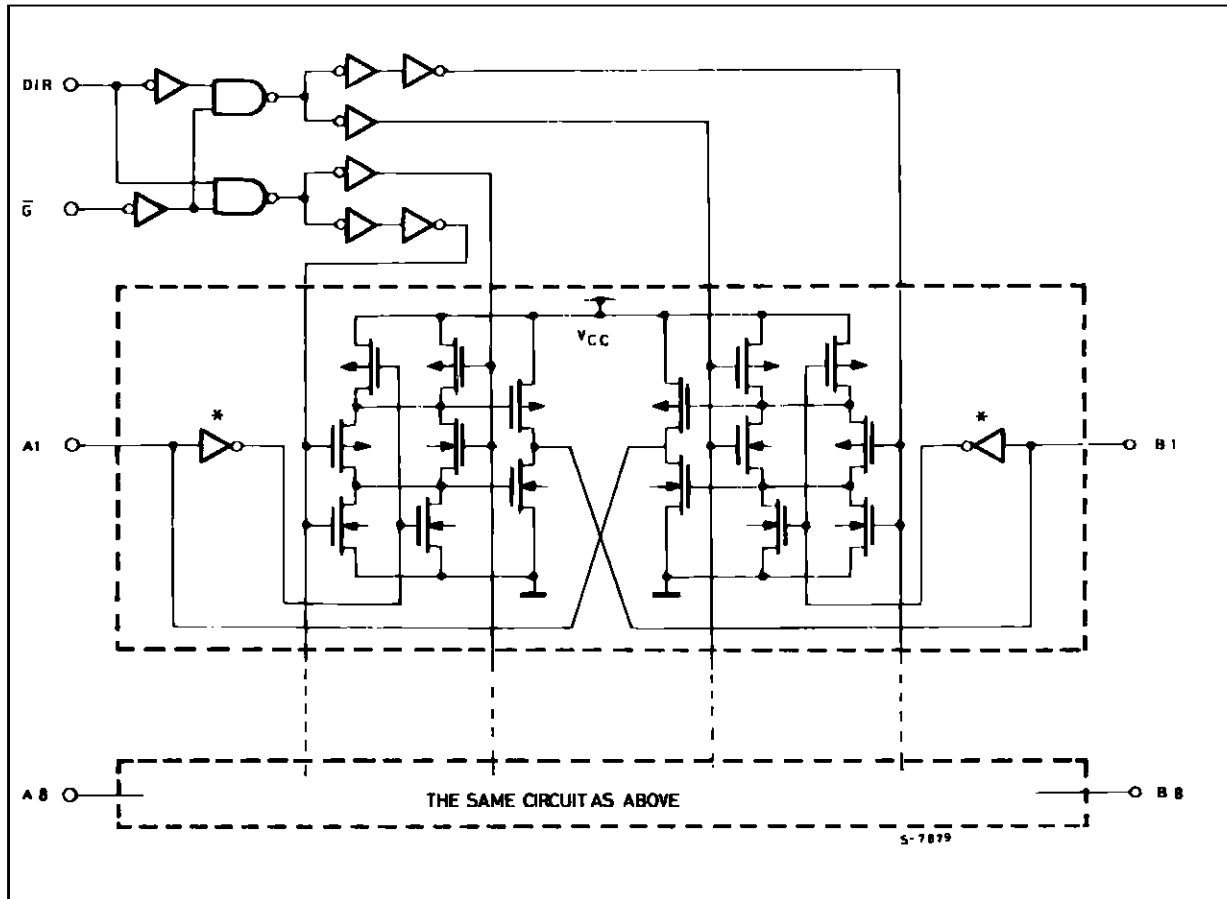 DIR
G̅
VCC
*
*
A1
B1
A8
THE SAME CIRCUIT AS ABOVE
B8
S-7879